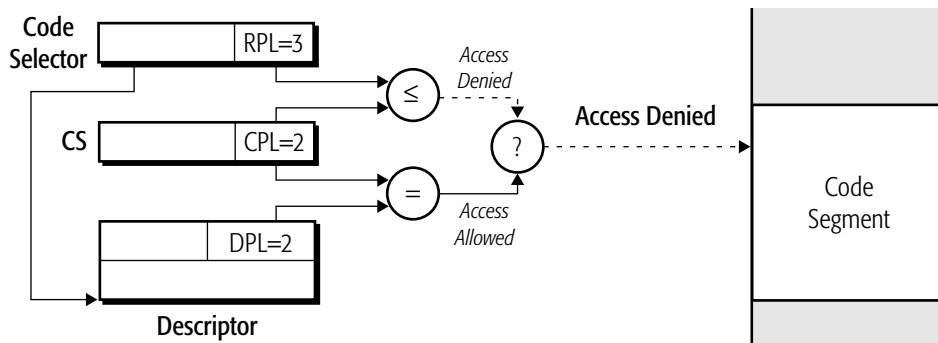 Code
Selector
RPL=3
Access
Denied
≤
CS
CPL=2
?
Access Denied
=
Access
Allowed
DPL=2
Code
Segment
Descriptor